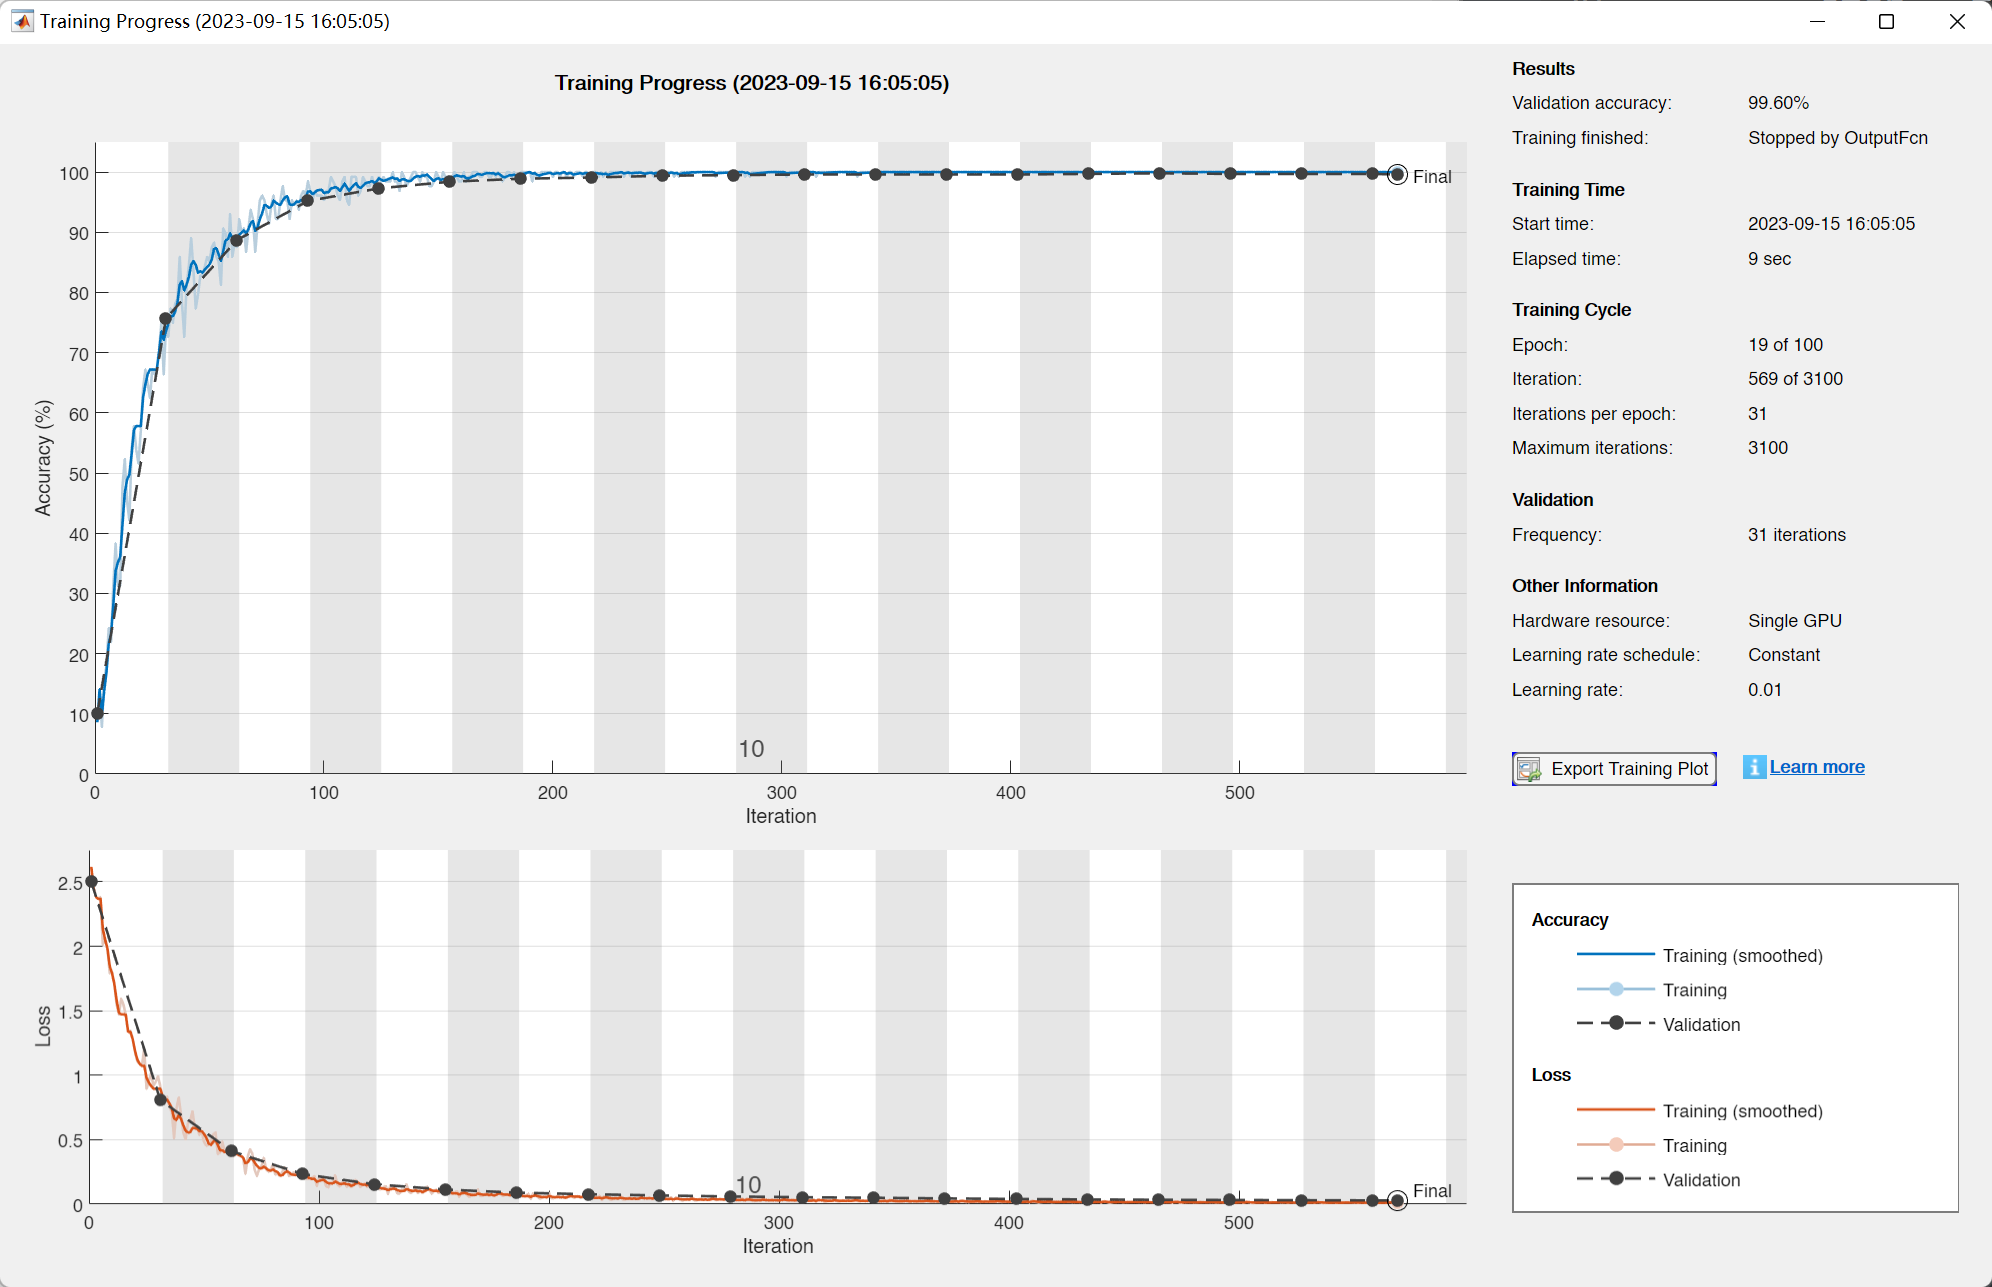 Training Progress (2023-09-15 16:05:05)
Training Progress (2023-09-15 16:05:05)
100
90
80
70
60
50
40
30
20
10
0
Accuracy (%)
Final
10
0 100 200 300 400 500
Iteration
2.5
2
1.5
1
0.5
0
Loss
10
Final
0 100 200 300 400 500
Iteration
Results
Validation accuracy: 99.60%
Training finished: Stopped by OutputFcn
Training Time
Start time: 2023-09-15 16:05:05
Elapsed time: 9 sec
Training Cycle
Epoch: 19 of 100
Iteration: 569 of 3100
Iterations per epoch: 31
Maximum iterations: 3100
Validation
Frequency: 31 iterations
Other Information
Hardware resource: Single GPU
Learning rate schedule: Constant
Learning rate: 0.01
Export Training Plot
i Learn more
Accuracy
Training (smoothed)
Training
Validation
Loss
Training (smoothed)
Training
Validation